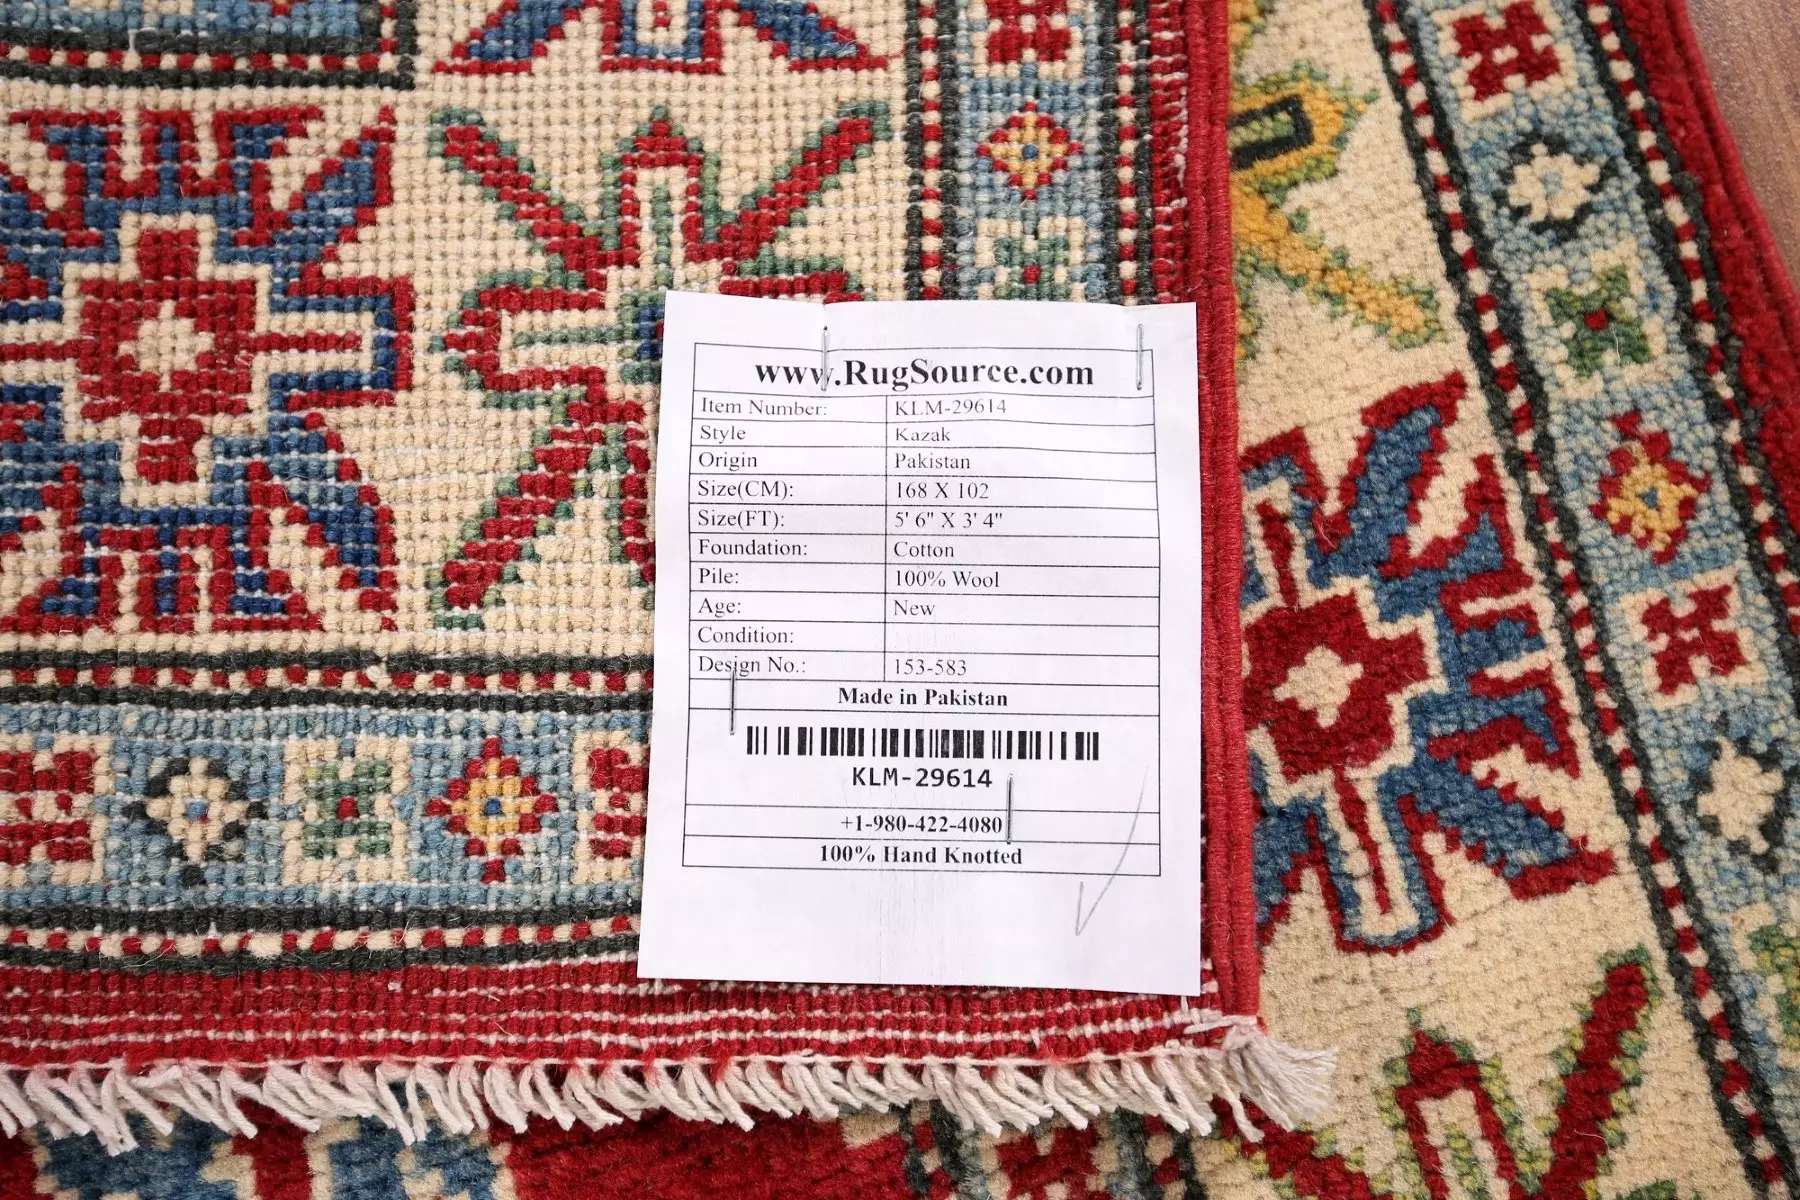 www.RugSource.com
Item Number: KLM-29614
Style Kazak
Origin Pakistan
Size(CM): 168 X 102
Size(FT): 5' 6" X 3' 4"
Foundation: Cotton
Pile: 100% Wool
Age: New
Condition:
Design No.: 153-583
Made in Pakistan
KLM-29614
+1-980-422-4080
100% Hand Knotted